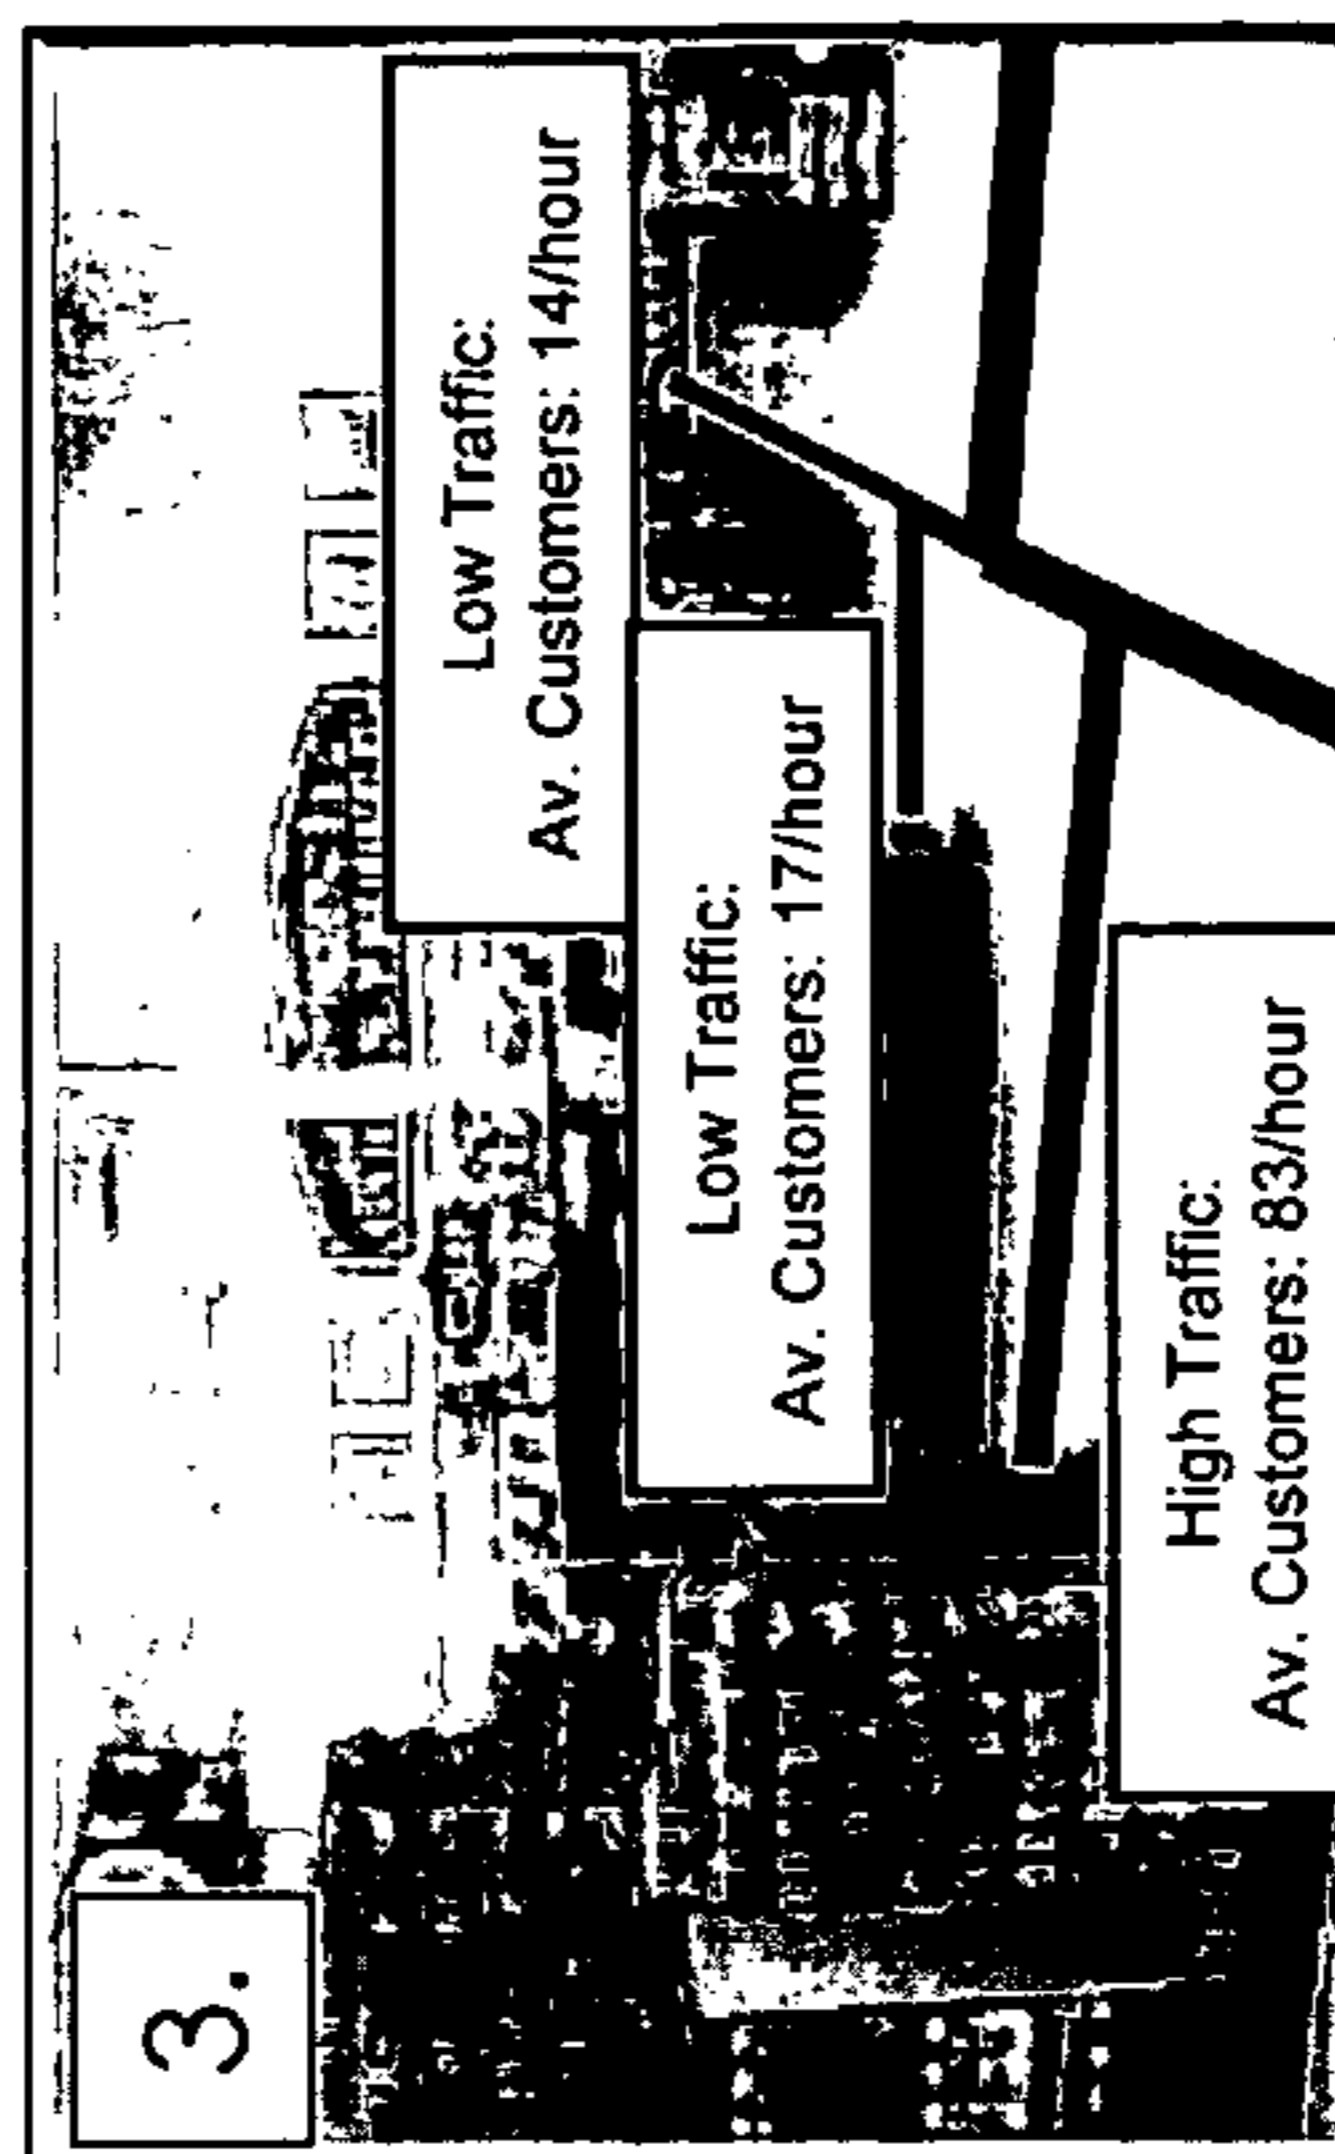 3.
Low Traffic:
Av. Customers: 14/hour
Low Traffic:
Av. Customers: 17/hour
High Traffic:
Av. Customers: 83/hour